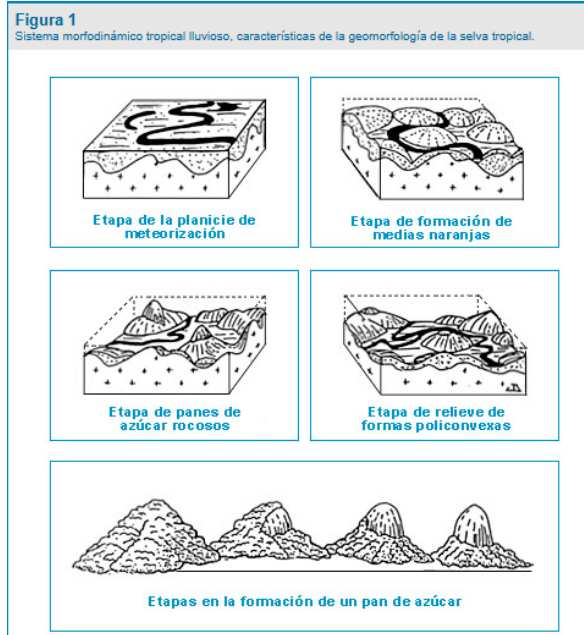 Figura 1
Sistema morfodinámico tropical lluvioso, características de la geomorfología de la selva tropical.
Etapa de la planicie de
meteorización
Etapa de formación de
medias naranjas
Etapa de panes de
azúcar rocosos
Etapa de relieve de
formas policonvexas
Etapas en la formación de un pan de azúcar